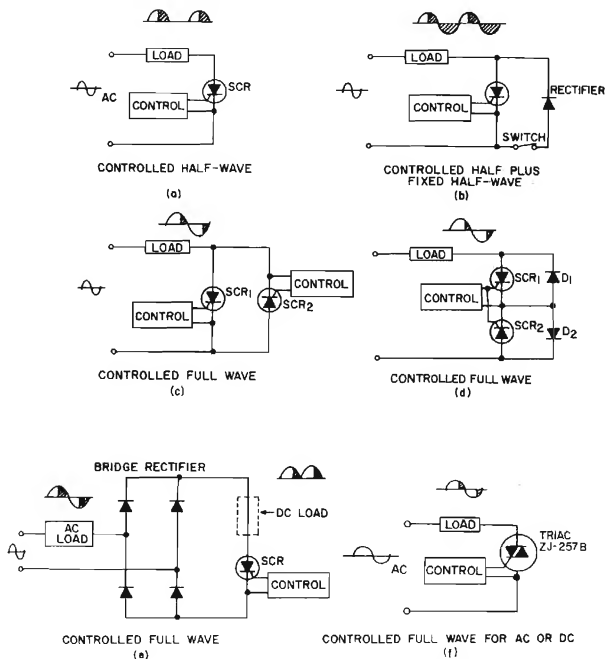 LOAD
SCR
AC
CONTROL
CONTROLLED HALF-WAVE
(a)
LOAD
RECTIFIER
CONTROL
SWITCH
CONTROLLED HALF PLUS
FIXED HALF-WAVE
(b)
LOAD
CONTROL
SCR1
SCR2
CONTROL
CONTROLLED FULL WAVE
(c)
LOAD
SCR1
D1
CONTROL
SCR2
D2
CONTROLLED FULL WAVE
(d)
BRIDGE RECTIFIER
AC
LOAD
DC LOAD
SCR
CONTROL
CONTROLLED FULL WAVE
(e)
LOAD
TRIAC
ZJ-257B
AC
CONTROL
CONTROLLED FULL WAVE FOR AC OR DC
(f)